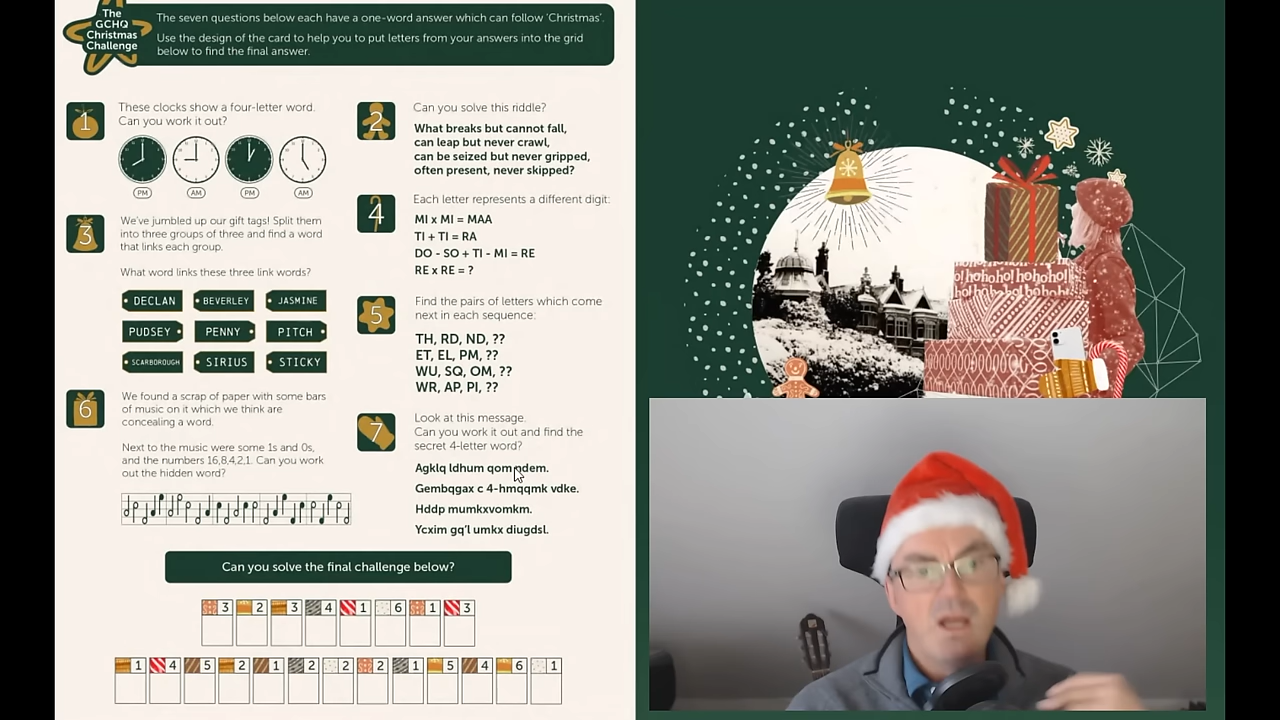 The
GCHQ
Christmas
Challenge
The seven questions below each have a one-word answer which can follow 'Christmas'.
Use the design of the card to help you to put letters from your answers into the grid
below to find the final answer.
1
These clocks show a four-letter word.
Can you work it out?
PM AM PM AM
2
Can you solve this riddle?
What breaks but cannot fall,
can leap but never crawl,
can be seized but never gripped,
often present, never skipped?
3
We've jumbled up our gift tags! Split them
into three groups of three and find a word
that links each group.
What word links these three link words?
DECLAN BEVERLEY JASMINE
PUDSEY PENNY PITCH
SCARBOROUGH SIRIUS STICKY
4
Each letter represents a different digit:
MI x MI = MAA
TI + TI = RA
DO - SO + TI - MI = RE
RE x RE = ?
5
Find the pairs of letters which come
next in each sequence:
TH, RD, ND, ??
ET, EL, PM, ??
WU, SQ, OM, ??
WR, AP, PI, ??
6
We found a scrap of paper with some bars
of music on it which we think are
concealing a word.
Next to the music were some 1s and 0s,
and the numbers 16,8,4,2,1. Can you work
out the hidden word?
7
Look at this message.
Can you work it out and find the
secret 4-letter word?
Agklq ldhum qom ndem.
Gembqgax c 4-hmqqmk vdke.
Hddp mumkxvomkm.
Ycxim gq'l umkx diugdsl.
Can you solve the final challenge below?
3 2 3 4 1 6 1 3
1 4 5 2 1 2 2 2 1 5 4 6 1
ho!hoho!hoho!ho